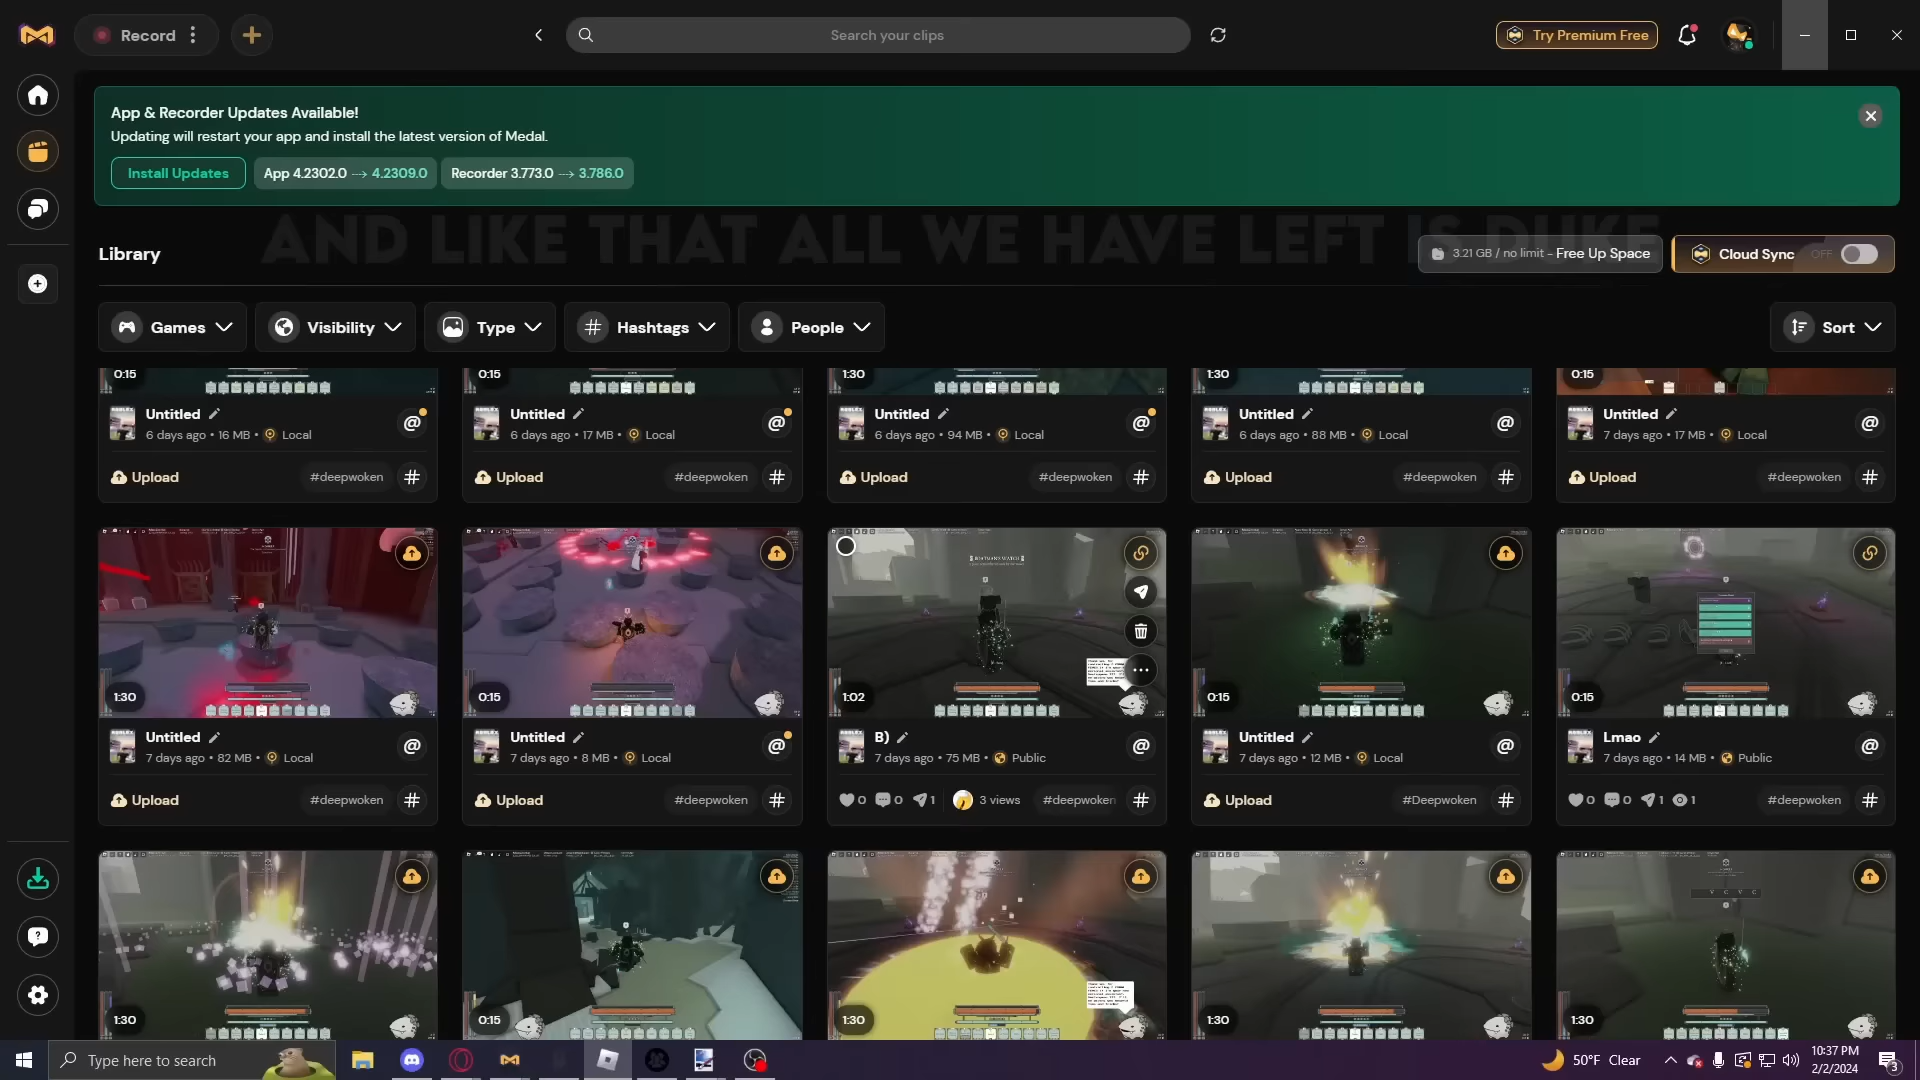 Record
Search your clips
Try Premium Free
App & Recorder Updates Available!
Updating will restart your app and install the latest version of Medal.
Install Updates
App 4.2302.0 --> 4.2309.0
Recorder 3.773.0 --> 3.786.0
AND LIKE THAT ALL WE HAVE LEFT IS DUKE
Library
3.21 GB / no limit - Free Up Space
Cloud Sync OFF
Games
Visibility
Type
# Hashtags
People
Sort
0:15
0:15
1:30
1:30
0:15
Untitled
6 days ago • 16 MB • Local
Upload #deepwoken #
Untitled
6 days ago • 17 MB • Local
Upload #deepwoken #
Untitled
6 days ago • 94 MB • Local
Upload #deepwoken #
Untitled
6 days ago • 88 MB • Local
Upload #deepwoken #
Untitled
7 days ago • 17 MB • Local
Upload #deepwoken #
1:30
Untitled
7 days ago • 82 MB • Local
Upload #deepwoken #
0:15
Untitled
7 days ago • 8 MB • Local
Upload #deepwoken #
1:02
B)
7 days ago • 75 MB • Public
0 0 1 3 views #deepwoken #
0:15
Untitled
7 days ago • 12 MB • Local
Upload #Deepwoken #
0:15
Lmao
7 days ago • 14 MB • Public
0 0 1 1 #deepwoken #
1:30
0:15
1:30
1:30
1:30
Type here to search
50°F Clear
10:37 PM
2/2/2024
3